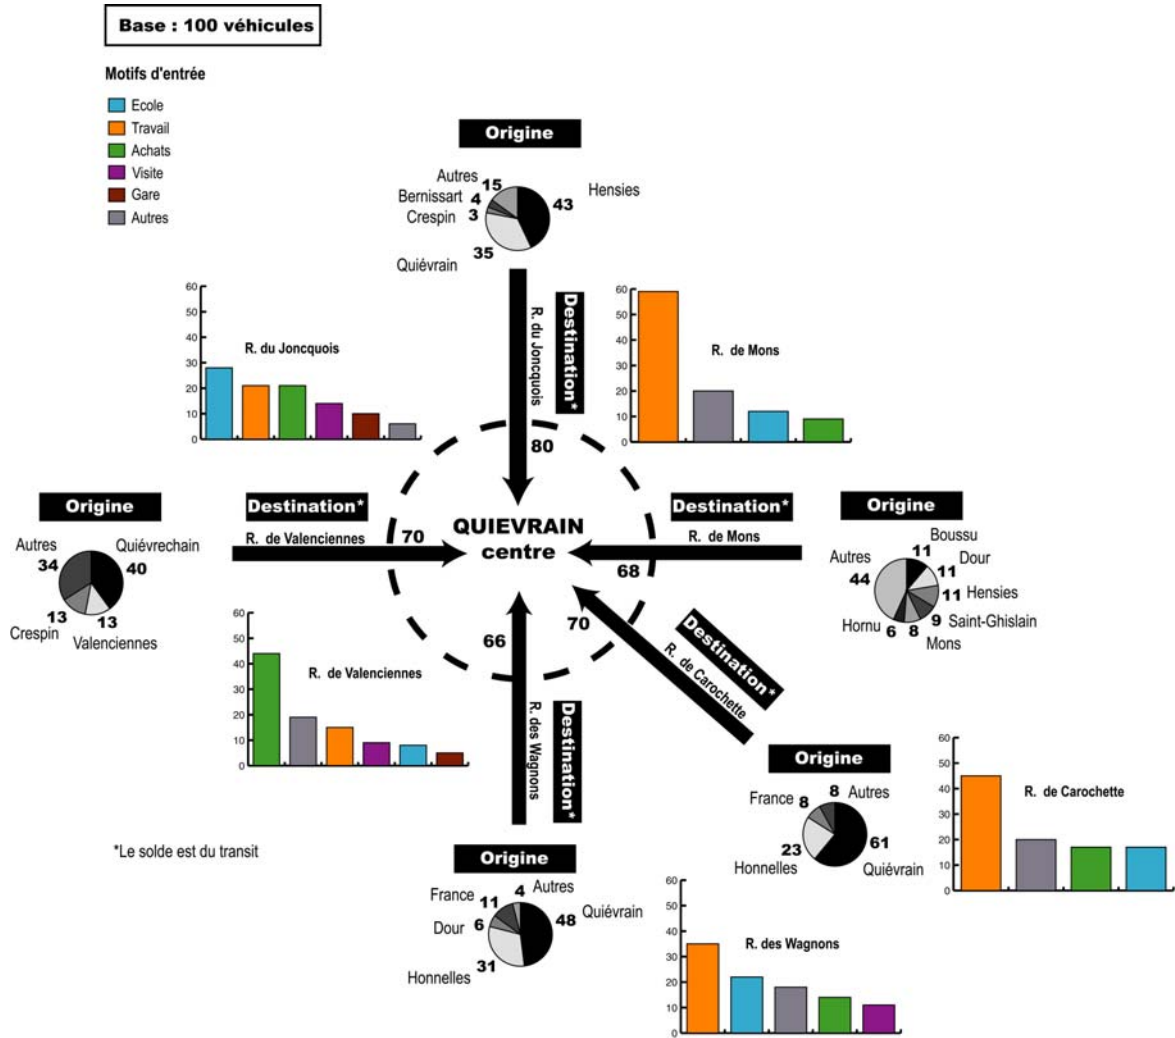 Base : 100 véhicules
Motifs d'entrée
Ecole
Travail
Achats
Visite
Gare
Autres
Origine
Autres 15
Bernissart 4
Crespin 3
Quiévrain 35
Hensies 43
R. du Joncquois
Destination*
80
60
50
40
30
20
10
0
R. du Joncquois
60
50
40
30
20
10
0
R. de Mons
Origine
Autres 34
Quiévrechain 40
Crespin 13
Valenciennes 13
Destination*
R. de Valenciennes
70
QUIEVRAIN
centre
Destination*
R. de Mons
68
Origine
Boussu 11
Dour 11
Hensies 11
Saint-Ghislain 9
Mons 8
Hornu 6
Autres 44
60
50
40
30
20
10
0
R. de Valenciennes
66
R. des Wagnons
Destination*
70
Destination*
R. de Carochette
Origine
France 8
8 Autres
Honnelles 23
61 Quiévrain
60
50
40
30
20
10
0
R. de Carochette
*Le solde est du transit
Origine
France 11
4 Autres
Dour 6
48 Quiévrain
Honnelles 31
60
50
40
30
20
10
0
R. des Wagnons